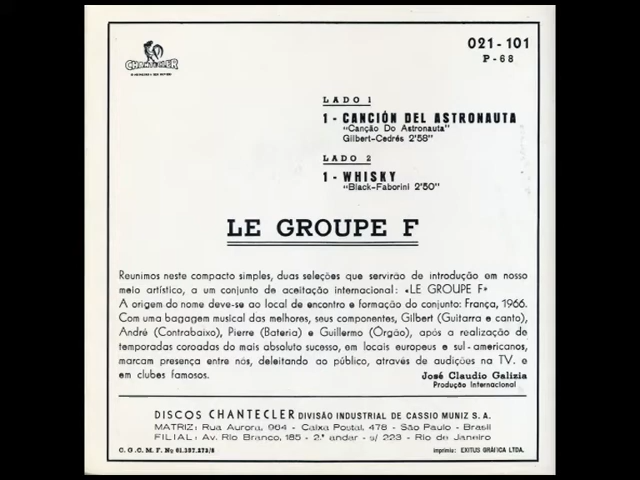 CHANTECLER
021-101
P-68
LADO 1
1 - CANCIÓN DEL ASTRONAUTA
"Canção Do Astronauta"
Gilbert-Cedrés 2'58"
LADO 2
1 - WHISKY
"Black-Faborini 2'50"
LE GROUPE F
Reunimos neste compacto simples, duas seleções que servirão de introdução em nosso
meio artístico, a um conjunto de aceitação internacional: «LE GROUPE F»
A origem do nome deve-se ao local de encontro e formação do conjunto: França, 1966.
Com uma bagagem musical das melhores, seus componentes, Gilbert (Guitarra e canto),
André (Contrabaixo), Pierre (Bateria) e Guillermo (Orgão), após a realização de
temporadas coroadas do mais absoluto sucesso, em locais europeus e sul-americanos,
marcam presença entre nós, deleitando ao público, através de audições na TV. e
em clubes famosos.
José Claudio Galizia
Produção Internacional
DISCOS CHANTECLER DIVISÃO INDUSTRIAL DE CASSIO MUNIZ S. A.
MATRIZ: Rua Aurora, 964 - Caixa Postal, 478 - São Paulo - Brasil
FILIAL: Av. Rio Branco, 185 - 2.º andar - s/ 223 - Rio de Janeiro
C. G. C. M. F. Nº 61.387.273/8
imprimiu: EXITUS GRÁFICA LTDA.